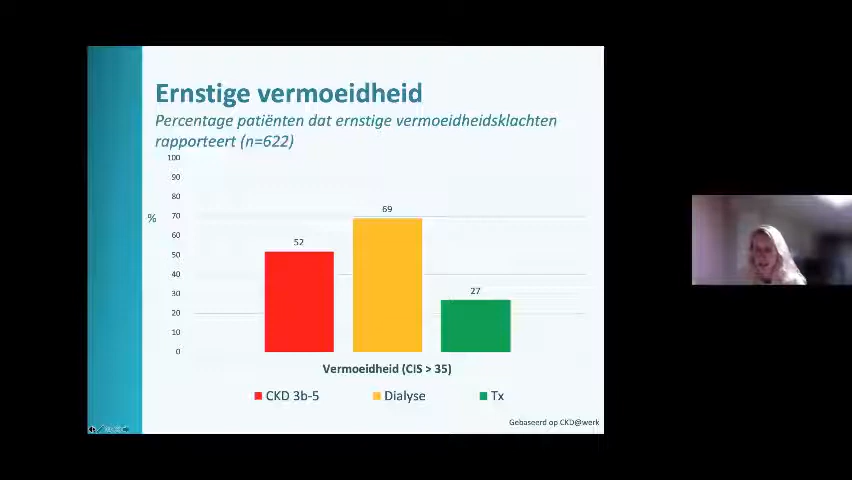 Ernstige vermoeidheid
Percentage patiënten dat ernstige vermoeidheidsklachten
rapporteert (n=622)
100
90
80
70
60
50
40
30
20
10
0
%
52
69
27
Vermoeidheid (CIS > 35)
CKD 3b-5
Dialyse
Tx
Gebaseerd op CKD@werk